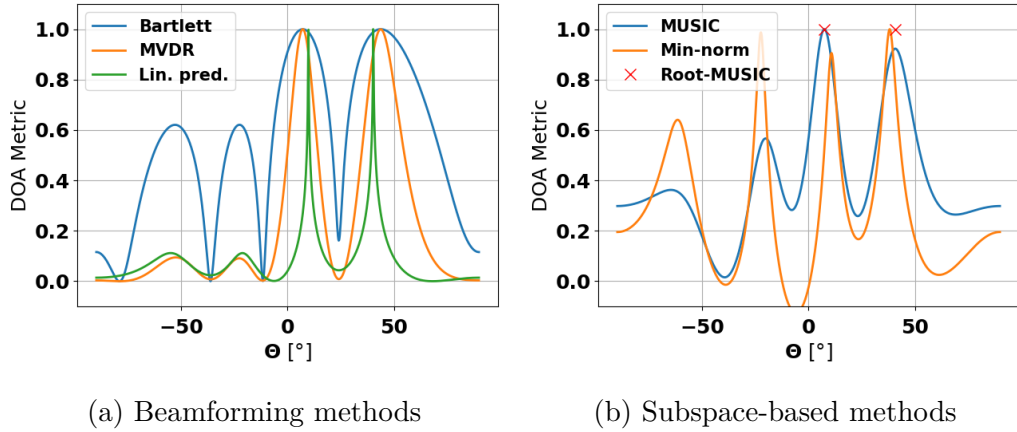 1.0
0.8
0.6
0.4
0.2
0.0
DOA Metric
Bartlett
MVDR
Lin. pred.
−50
0
50
Θ [°]
(a) Beamforming methods
1.0
0.8
0.6
0.4
0.2
0.0
DOA Metric
MUSIC
Min-norm
Root-MUSIC
−50
0
50
Θ [°]
(b) Subspace-based methods